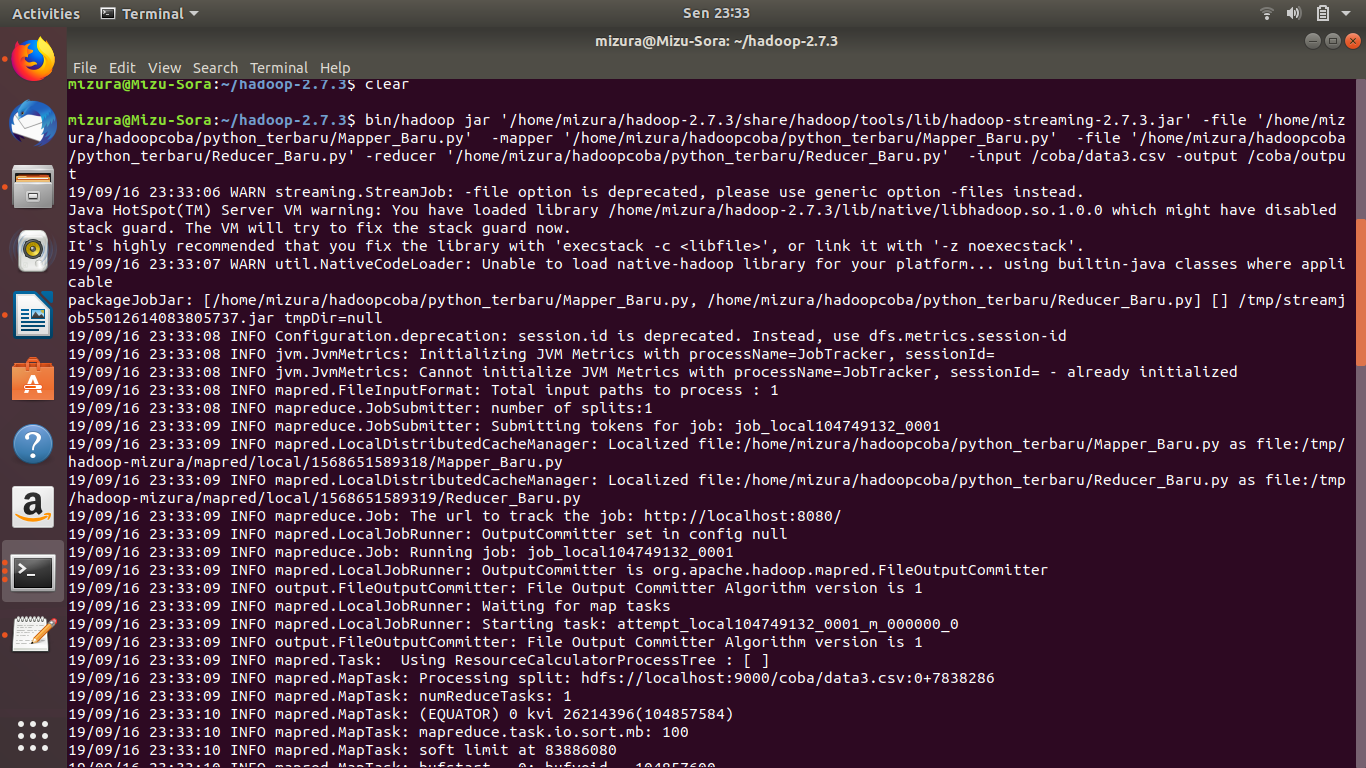 Activities Terminal Sen 23:33
mizura@Mizu-Sora: ~/hadoop-2.7.3
File Edit View Search Terminal Help
mizura@Mizu-Sora:~/hadoop-2.7.3$ clear
mizura@Mizu-Sora:~/hadoop-2.7.3$ bin/hadoop jar '/home/mizura/hadoop-2.7.3/share/hadoop/tools/lib/hadoop-streaming-2.7.3.jar' -file '/home/miz
ura/hadoopcoba/python_terbaru/Mapper_Baru.py'  -mapper '/home/mizura/hadoopcoba/python_terbaru/Mapper_Baru.py'  -file '/home/mizura/hadoopcoba
/python_terbaru/Reducer_Baru.py' -reducer '/home/mizura/hadoopcoba/python_terbaru/Reducer_Baru.py'  -input /coba/data3.csv -output /coba/outpu
t
19/09/16 23:33:06 WARN streaming.StreamJob: -file option is deprecated, please use generic option -files instead.
Java HotSpot(TM) Server VM warning: You have loaded library /home/mizura/hadoop-2.7.3/lib/native/libhadoop.so.1.0.0 which might have disabled
stack guard. The VM will try to fix the stack guard now.
It's highly recommended that you fix the library with 'execstack -c <libfile>', or link it with '-z noexecstack'.
19/09/16 23:33:07 WARN util.NativeCodeLoader: Unable to load native-hadoop library for your platform... using builtin-java classes where appli
cable
packageJobJar: [/home/mizura/hadoopcoba/python_terbaru/Mapper_Baru.py, /home/mizura/hadoopcoba/python_terbaru/Reducer_Baru.py] [] /tmp/streamj
ob55012614083805737.jar tmpDir=null
19/09/16 23:33:08 INFO Configuration.deprecation: session.id is deprecated. Instead, use dfs.metrics.session-id
19/09/16 23:33:08 INFO jvm.JvmMetrics: Initializing JVM Metrics with processName=JobTracker, sessionId=
19/09/16 23:33:08 INFO jvm.JvmMetrics: Cannot initialize JVM Metrics with processName=JobTracker, sessionId= - already initialized
19/09/16 23:33:08 INFO mapred.FileInputFormat: Total input paths to process : 1
19/09/16 23:33:08 INFO mapreduce.JobSubmitter: number of splits:1
19/09/16 23:33:09 INFO mapreduce.JobSubmitter: Submitting tokens for job: job_local104749132_0001
19/09/16 23:33:09 INFO mapred.LocalDistributedCacheManager: Localized file:/home/mizura/hadoopcoba/python_terbaru/Mapper_Baru.py as file:/tmp/
hadoop-mizura/mapred/local/1568651589318/Mapper_Baru.py
19/09/16 23:33:09 INFO mapred.LocalDistributedCacheManager: Localized file:/home/mizura/hadoopcoba/python_terbaru/Reducer_Baru.py as file:/tmp
/hadoop-mizura/mapred/local/1568651589319/Reducer_Baru.py
19/09/16 23:33:09 INFO mapreduce.Job: The url to track the job: http://localhost:8080/
19/09/16 23:33:09 INFO mapred.LocalJobRunner: OutputCommitter set in config null
19/09/16 23:33:09 INFO mapreduce.Job: Running job: job_local104749132_0001
19/09/16 23:33:09 INFO mapred.LocalJobRunner: OutputCommitter is org.apache.hadoop.mapred.FileOutputCommitter
19/09/16 23:33:09 INFO output.FileOutputCommitter: File Output Committer Algorithm version is 1
19/09/16 23:33:09 INFO mapred.LocalJobRunner: Waiting for map tasks
19/09/16 23:33:09 INFO mapred.LocalJobRunner: Starting task: attempt_local104749132_0001_m_000000_0
19/09/16 23:33:09 INFO output.FileOutputCommitter: File Output Committer Algorithm version is 1
19/09/16 23:33:09 INFO mapred.Task:  Using ResourceCalculatorProcessTree : [ ]
19/09/16 23:33:09 INFO mapred.MapTask: Processing split: hdfs://localhost:9000/coba/data3.csv:0+7838286
19/09/16 23:33:09 INFO mapred.MapTask: numReduceTasks: 1
19/09/16 23:33:10 INFO mapred.MapTask: (EQUATOR) 0 kvi 26214396(104857584)
19/09/16 23:33:10 INFO mapred.MapTask: mapreduce.task.io.sort.mb: 100
19/09/16 23:33:10 INFO mapred.MapTask: soft limit at 83886080
19/09/16 23:33:10 INFO mapred.MapTask: bufstart = 0; bufvoid = 104857600